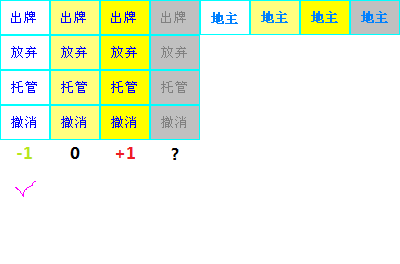 出牌 出牌 出牌 出牌 地主 地主 地主 地主
放弃 放弃 放弃 放弃
托管 托管 托管 托管
撤消 撤消 撤消 撤消
-1 0 +1 ?